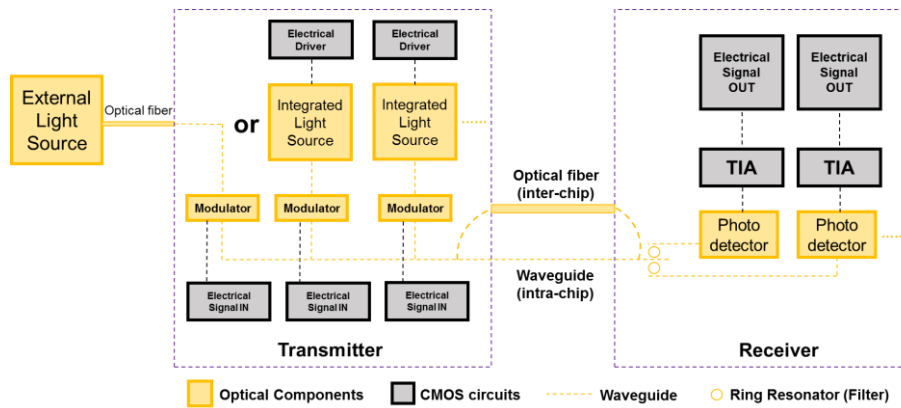 External
Light
Source
Optical fiber
or
Electrical
Driver
Electrical
Driver
Integrated
Light
Source
Integrated
Light
Source
Modulator
Modulator
Modulator
Electrical
Signal IN
Electrical
Signal IN
Electrical
Signal IN
Transmitter
Optical fiber
(inter-chip)
Waveguide
(intra-chip)
Electrical
Signal
OUT
Electrical
Signal
OUT
TIA
TIA
Photo
detector
Photo
detector
Receiver
Optical Components
CMOS circuits
Waveguide
Ring Resonator (Filter)